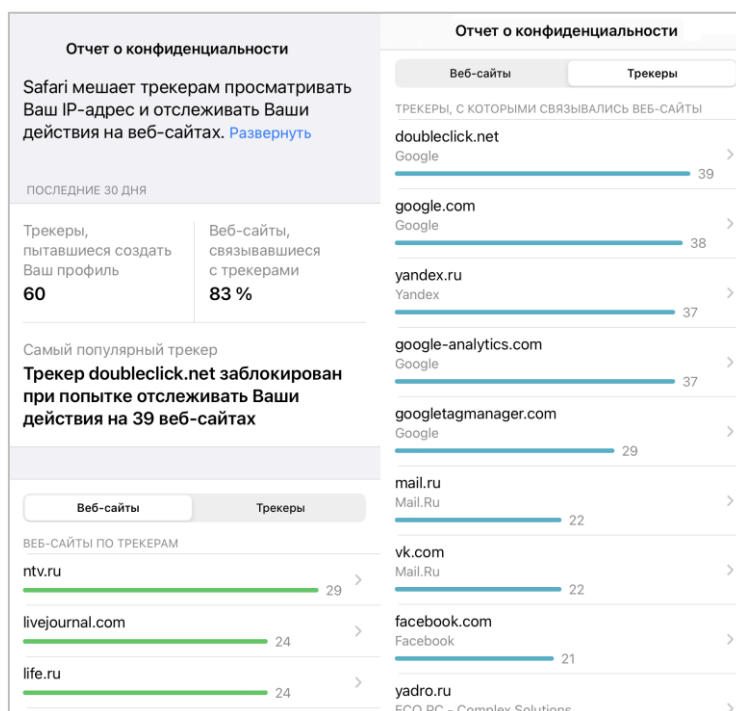 Отчет о конфиденциальности
Safari мешает трекерам просматривать
Ваш IP-адрес и отслеживать Ваши
действия на веб-сайтах. Развернуть
ПОСЛЕДНИЕ 30 ДНЯ
Трекеры,
пытавшиеся создать
Ваш профиль
60
Веб-сайты,
связывавшиеся
с трекерами
83 %
Самый популярный трекер
Трекер doubleclick.net заблокирован
при попытке отслеживать Ваши
действия на 39 веб-сайтах
Веб-сайты Трекеры
ВЕБ-САЙТЫ ПО ТРЕКЕРАМ
ntv.ru
29
livejournal.com
24
life.ru
24
Отчет о конфиденциальности
Веб-сайты Трекеры
ТРЕКЕРЫ, С КОТОРЫМИ СВЯЗЫВАЛИСЬ ВЕБ-САЙТЫ
doubleclick.net
Google
39
google.com
Google
38
yandex.ru
Yandex
37
google-analytics.com
Google
37
googletagmanager.com
Google
29
mail.ru
Mail.Ru
22
vk.com
Mail.Ru
22
facebook.com
Facebook
21
yadro.ru
ECO PC - Complex Solutions